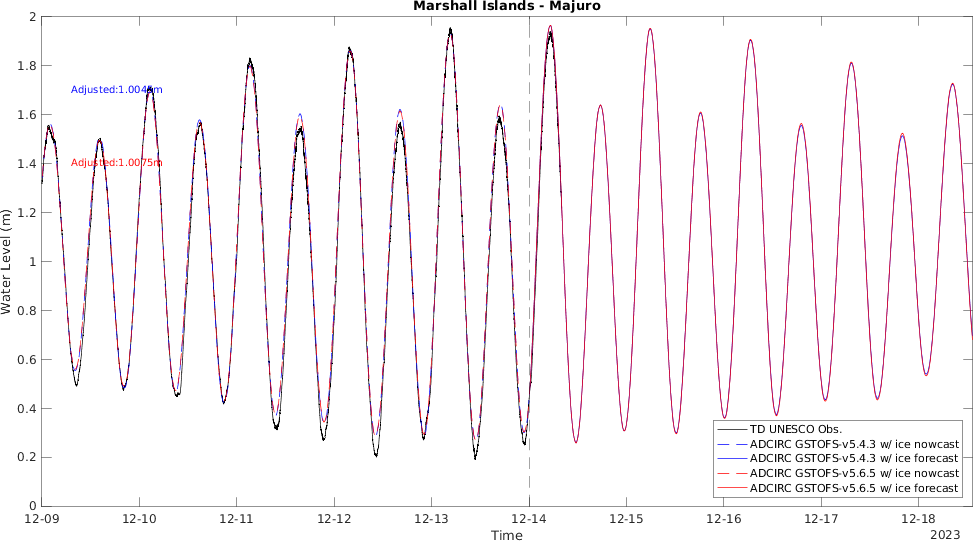 Marshall Islands - Majuro
2
1.8
1.6
1.4
1.2
1
0.8
0.6
0.4
0.2
0
Water Level (m)
Adjusted:1.004 m
Adjusted:1.0075m
TD UNESCO Obs.
ADCIRC GSTOFS-v5.4.3 w/ ice nowcast
ADCIRC GSTOFS-v5.4.3 w/ ice forecast
ADCIRC GSTOFS-v5.6.5 w/ ice nowcast
ADCIRC GSTOFS-v5.6.5 w/ ice forecast
12-09 12-10 12-11 12-12 12-13 12-14 12-15 12-16 12-17 12-18
Time
2023